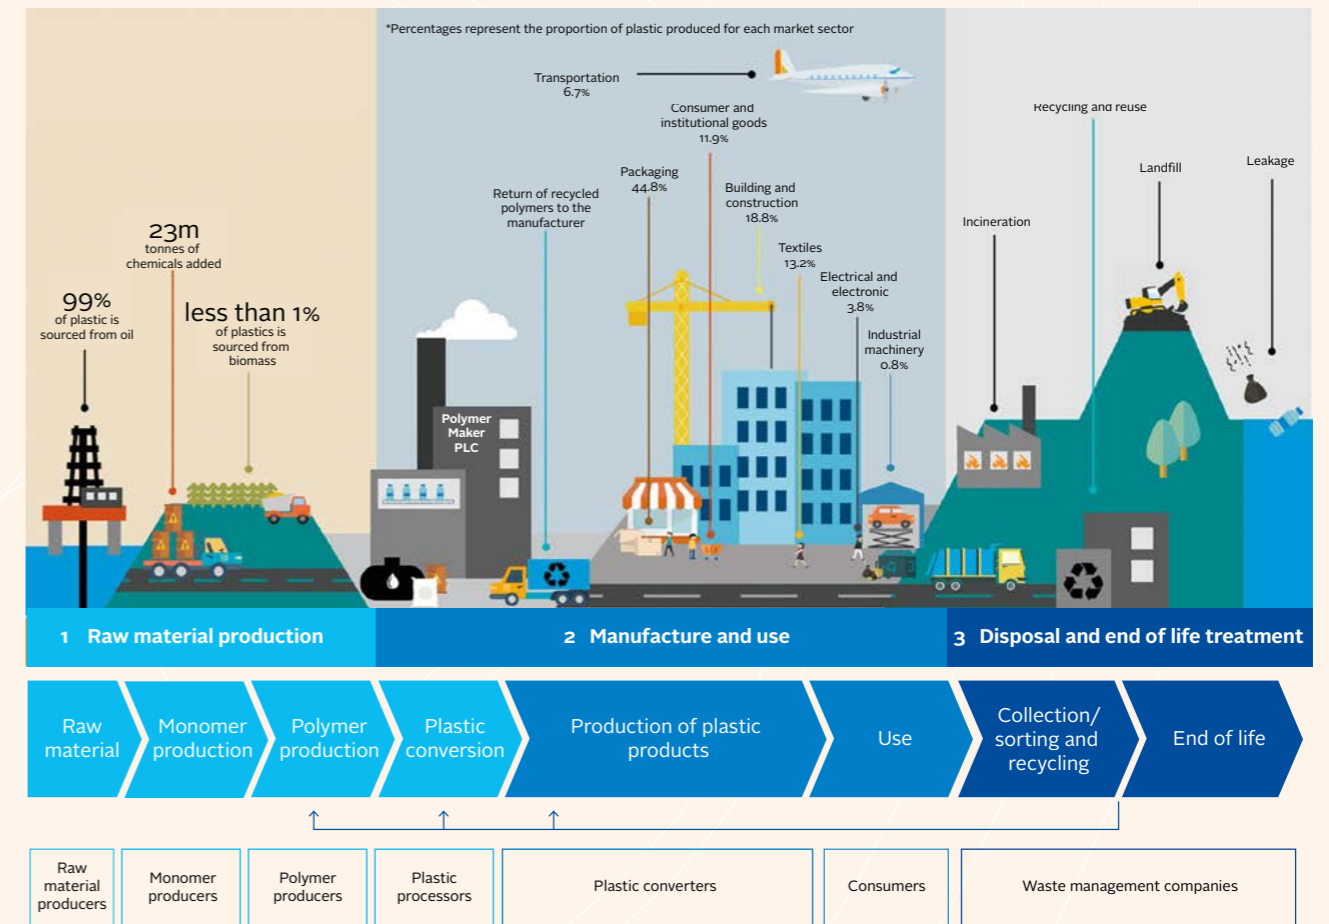 *Percentages represent the proportion of plastic produced for each market sector
Transportation
6.7%
Consumer and
institutional goods
11.9%
Recycling and reuse
Packaging
44.8%
Return of recycled
polymers to the
manufacturer
Building and
construction
18.8%
Textiles
13.2%
Electrical and
electronic
3.8%
Industrial
machinery
0.8%
Incineration
Landfill
Leakage
23m
tonnes of
chemicals added
99%
of plastic is
sourced from oil
less than 1%
of plastics is
sourced from
biomass
Polymer
Maker
PLC
1 Raw material production
2 Manufacture and use
3 Disposal and end of life treatment
Raw
material
Monomer
production
Polymer
production
Plastic
conversion
Production of plastic
products
Use
Collection/
sorting and
recycling
End of life
Raw
material
producers
Monomer
producers
Polymer
producers
Plastic
processors
Plastic converters
Consumers
Waste management companies